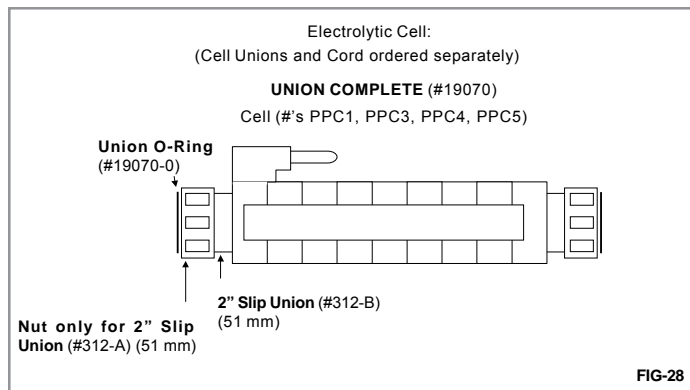 Electrolytic Cell:
(Cell Unions and Cord ordered separately)
UNION COMPLETE (#19070)
Cell (#'s PPC1, PPC3, PPC4, PPC5)
Union O-Ring
(#19070-0)
2” Slip Union (#312-B)
(51 mm)
Nut only for 2” Slip
Union (#312-A) (51 mm)
FIG-28